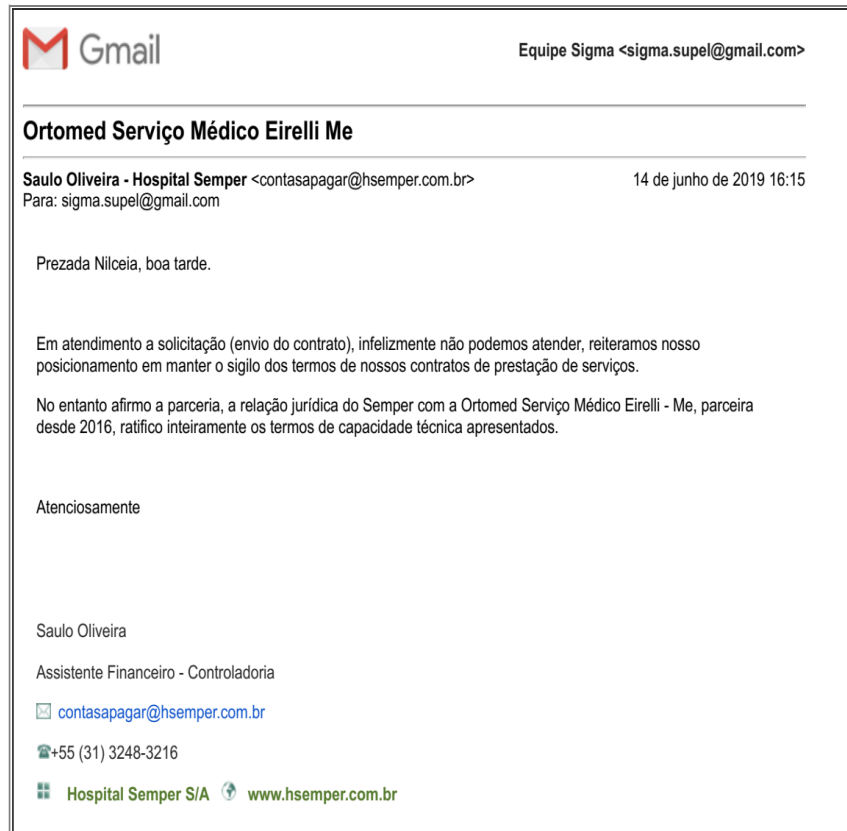 Gmail
Equipe Sigma <sigma.supel@gmail.com>
Ortomed Serviço Médico Eirelli Me
Saulo Oliveira - Hospital Semper <contasapagar@hsemper.com.br>
14 de junho de 2019 16:15
Para: sigma.supel@gmail.com
Prezada Nilceia, boa tarde.
Em atendimento a solicitação (envio do contrato), infelizmente não podemos atender, reiteramos nosso
posicionamento em manter o sigilo dos termos de nossos contratos de prestação de serviços.
No entanto afirmo a parceria, a relação jurídica do Semper com a Ortomed Serviço Médico Eirelli - Me, parceira
desde 2016, ratifico inteiramente os termos de capacidade técnica apresentados.
Atenciosamente
Saulo Oliveira
Assistente Financeiro - Controladoria
contasapagar@hsemper.com.br
+55 (31) 3248-3216
Hospital Semper S/A www.hsemper.com.br